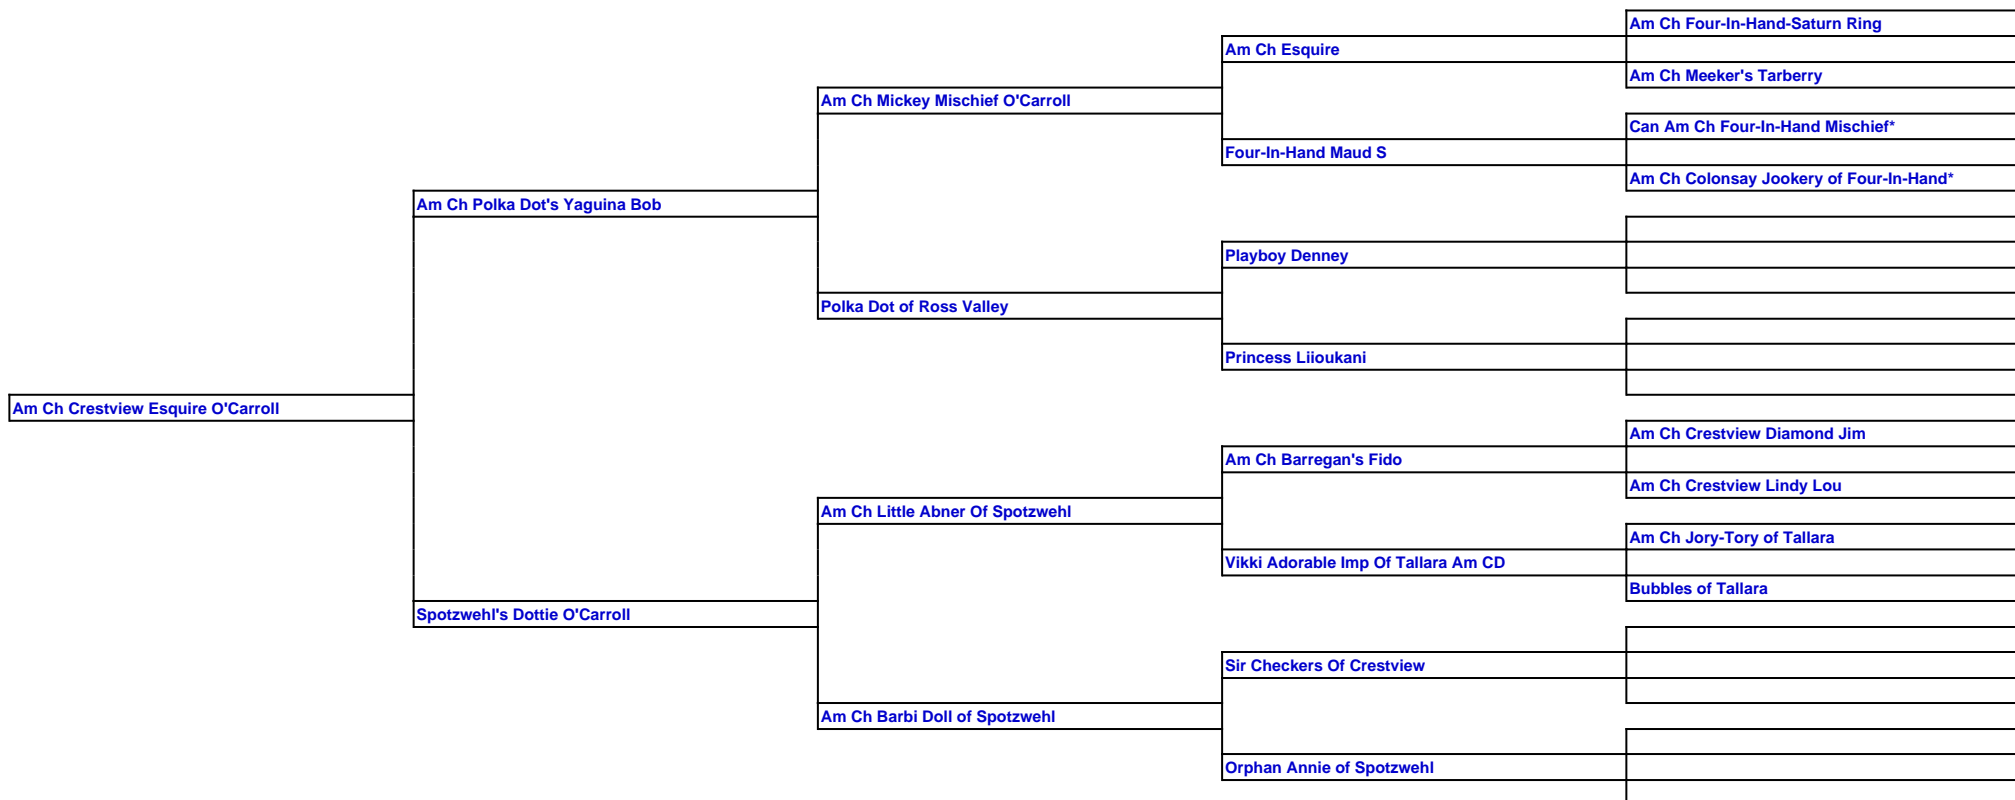 Am Ch Four-In-Hand-Saturn Ring
Am Ch Esquire
Am Ch Meeker's Tarberry
Am Ch Mickey Mischief O'Carroll
Can Am Ch Four-In-Hand Mischief*
Four-In-Hand Maud S
Am Ch Colonsay Jookery of Four-In-Hand*
Am Ch Polka Dot's Yaguina Bob
Playboy Denney
Polka Dot of Ross Valley
Princess Liioukani
Am Ch Crestview Esquire O'Carroll
Am Ch Crestview Diamond Jim
Am Ch Barregan's Fido
Am Ch Crestview Lindy Lou
Am Ch Little Abner Of Spotzwehl
Am Ch Jory-Tory of Tallara
Vikki Adorable Imp Of Tallara Am CD
Bubbles of Tallara
Spotzwehl's Dottie O'Carroll
Sir Checkers Of Crestview
Am Ch Barbi Doll of Spotzwehl
Orphan Annie of Spotzwehl